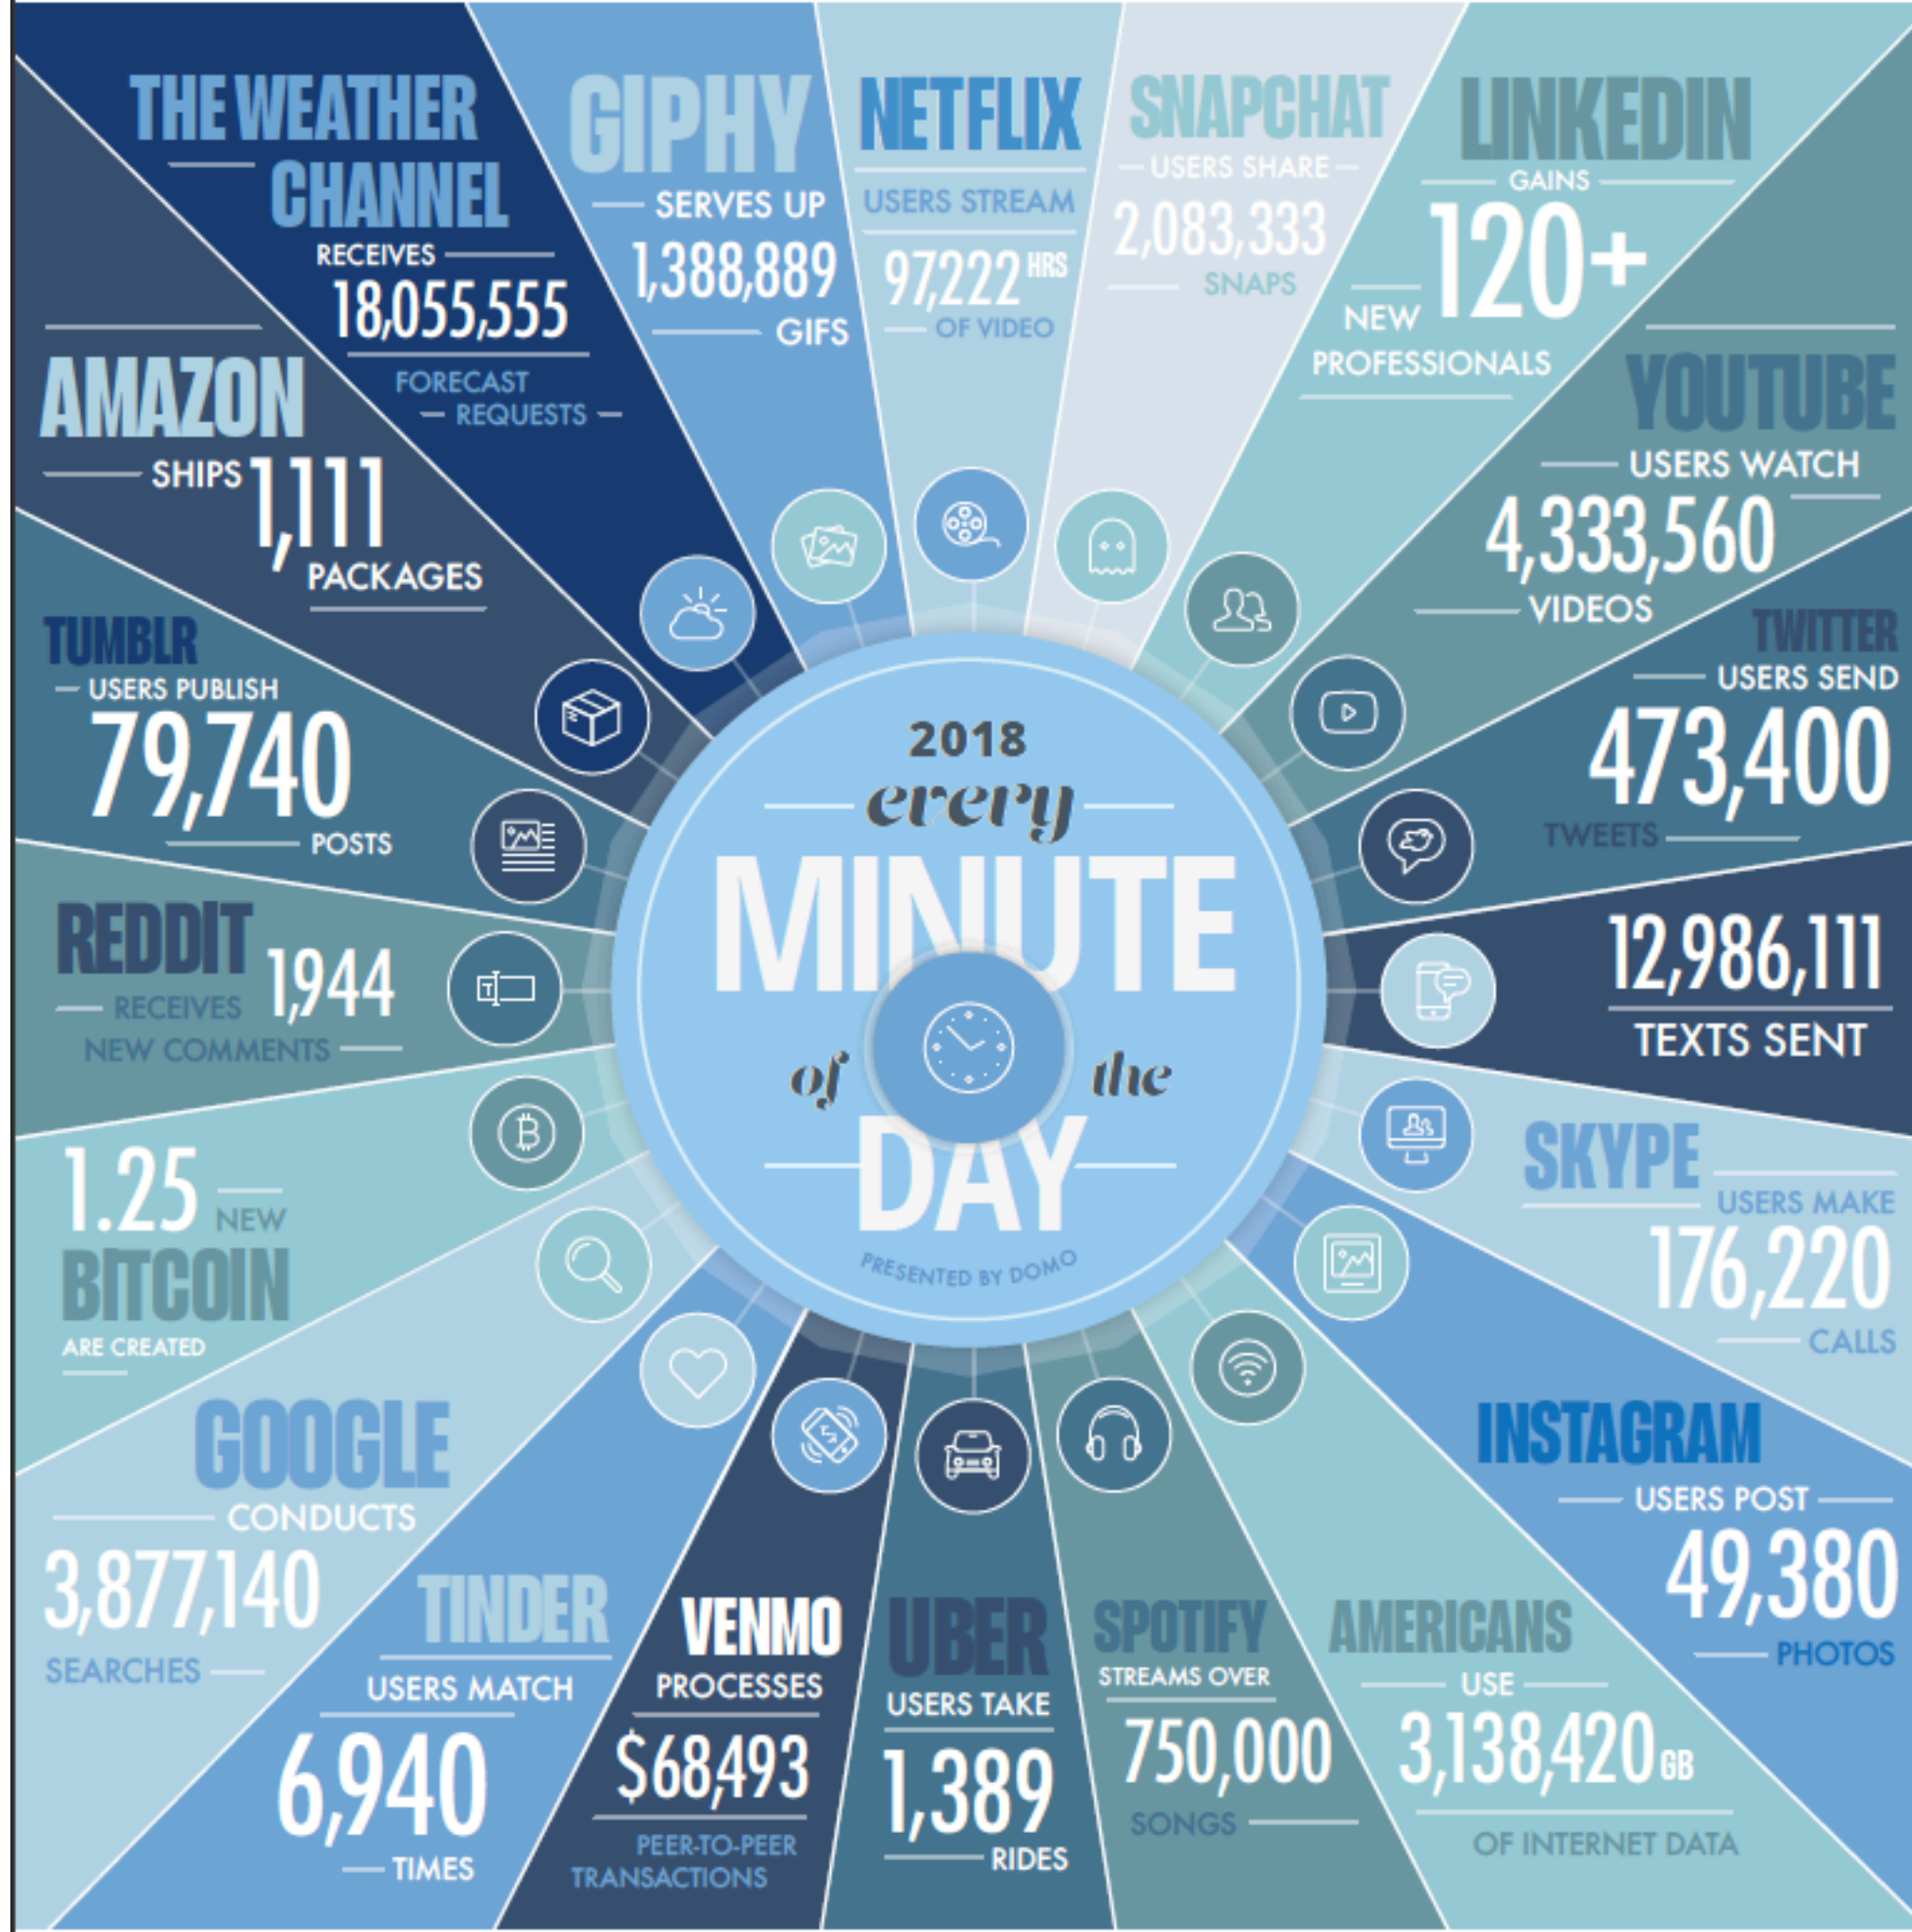 THE WEATHER
CHANNEL
RECEIVES
18,055,555
FORECAST
REQUESTS
GIPHY
SERVES UP
1,388,889
GIFS
NETFLIX
USERS STREAM
97,222 HRS
OF VIDEO
SNAPCHAT
USERS SHARE
2,083,333
SNAPS
LINKEDIN
GAINS
120+
NEW
PROFESSIONALS
YOUTUBE
USERS WATCH
4,333,560
VIDEOS
TWITTER
USERS SEND
473,400
TWEETS
12,986,111
TEXTS SENT
SKYPE
USERS MAKE
176,220
CALLS
INSTAGRAM
USERS POST
49,380
PHOTOS
AMERICANS
USE
3,138,420 GB
OF INTERNET DATA
SPOTIFY
STREAMS OVER
750,000
SONGS
UBER
USERS TAKE
1,389
RIDES
VENMO
PROCESSES
$68,493
PEER-TO-PEER
TRANSACTIONS
TINDER
USERS MATCH
6,940
TIMES
GOOGLE
CONDUCTS
3,877,140
SEARCHES
1.25 NEW
BITCOIN
ARE CREATED
REDDIT
RECEIVES 1,944
NEW COMMENTS
TUMBLR
USERS PUBLISH
79,740
POSTS
AMAZON
SHIPS 1,111
PACKAGES
2018
every
MINUTE
of the
DAY
PRESENTED BY DOMO